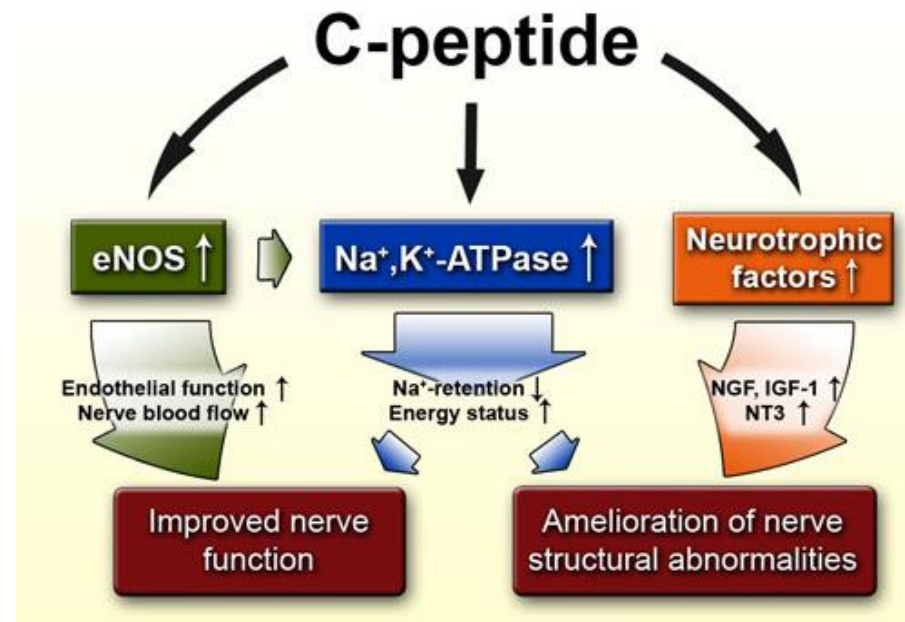 C-peptide
eNOS ↑
Na⁺,K⁺-ATPase ↑
Neurotrophic
factors ↑
Endothelial function ↑
Nerve blood flow ↑
Na⁺-retention ↓
Energy status ↑
NGF, IGF-1 ↑
NT3 ↑
Improved nerve
function
Amelioration of nerve
structural abnormalities